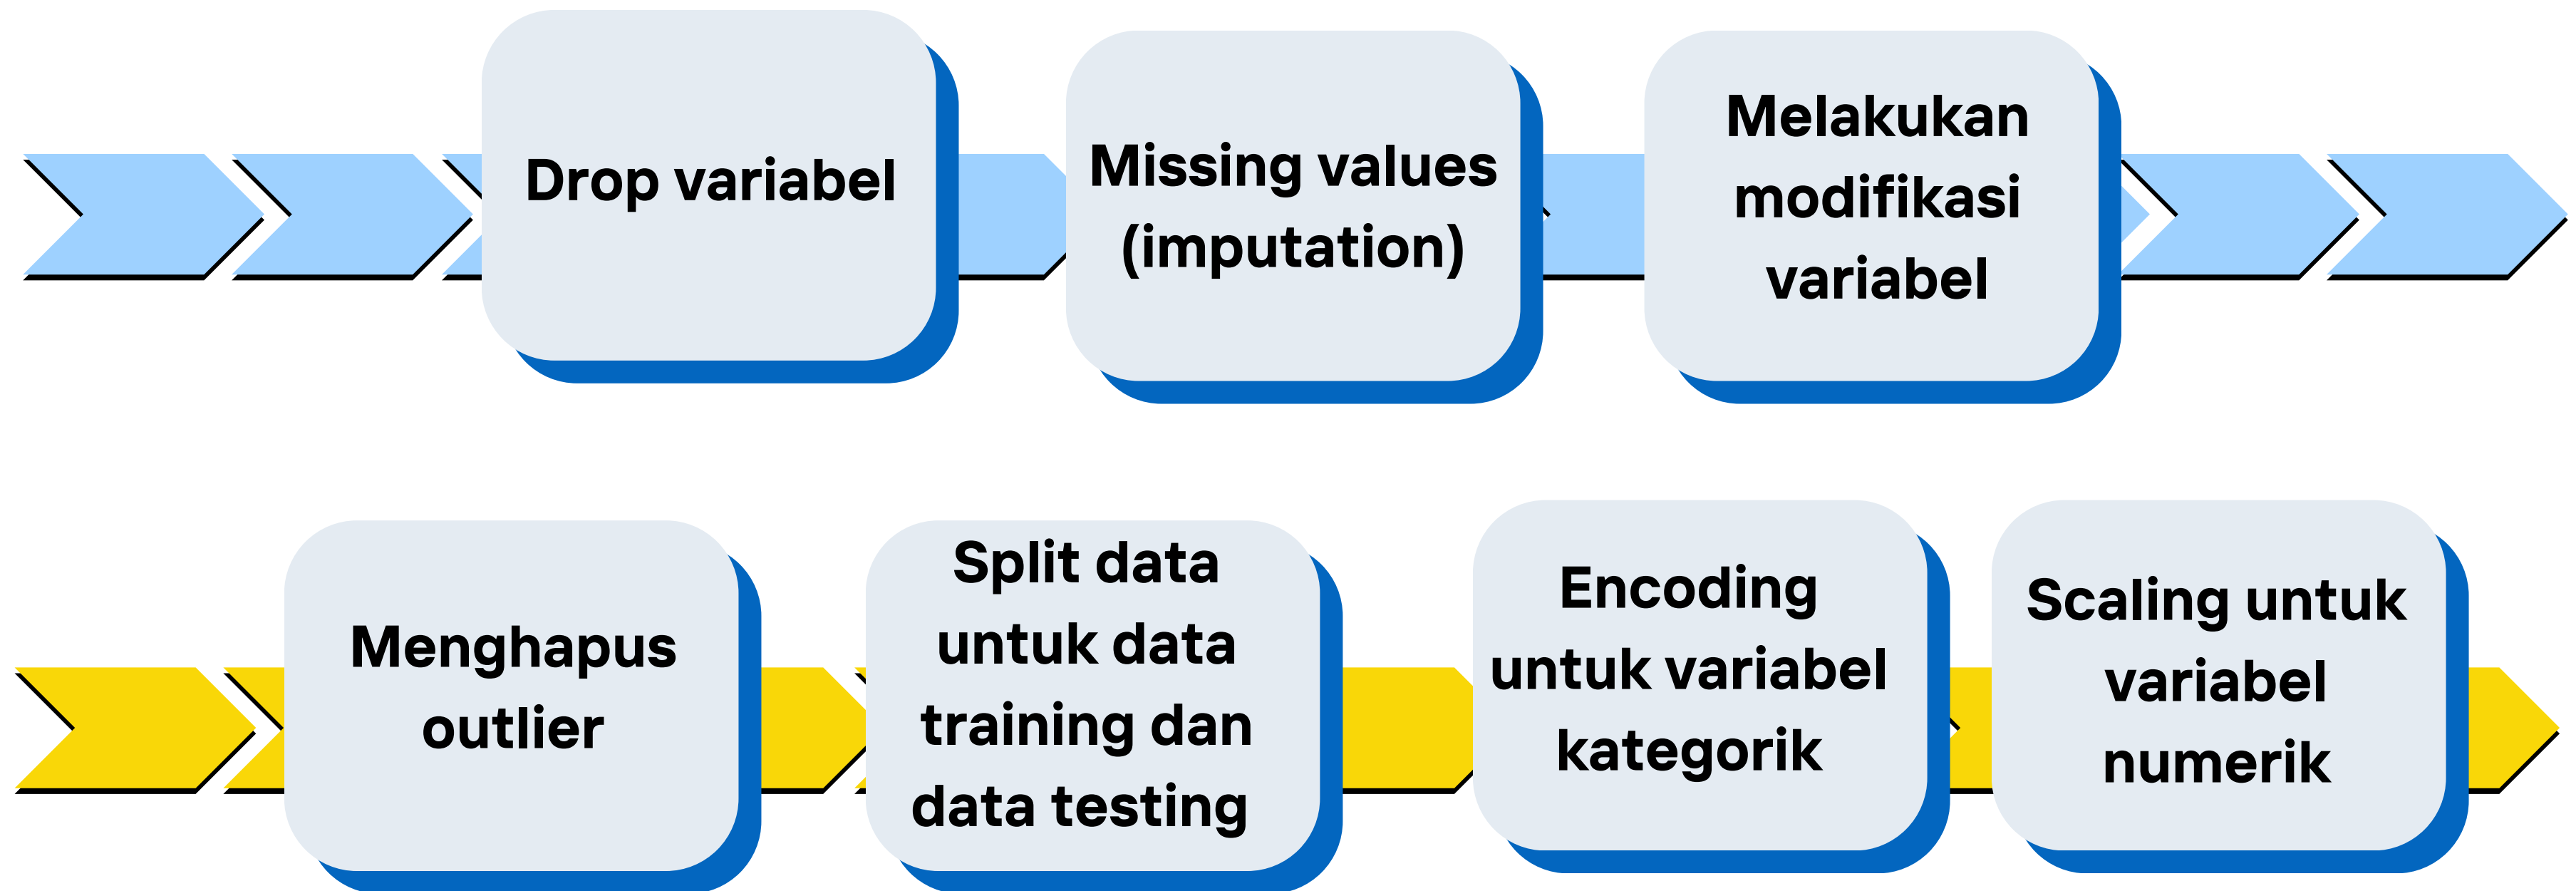 Drop variabel
Missing values
(imputation)
Melakukan
modifikasi
variabel
Menghapus
outlier
Split data
untuk data
training dan
data testing
Encoding
untuk variabel
kategorik
Scaling untuk
variabel
numerik